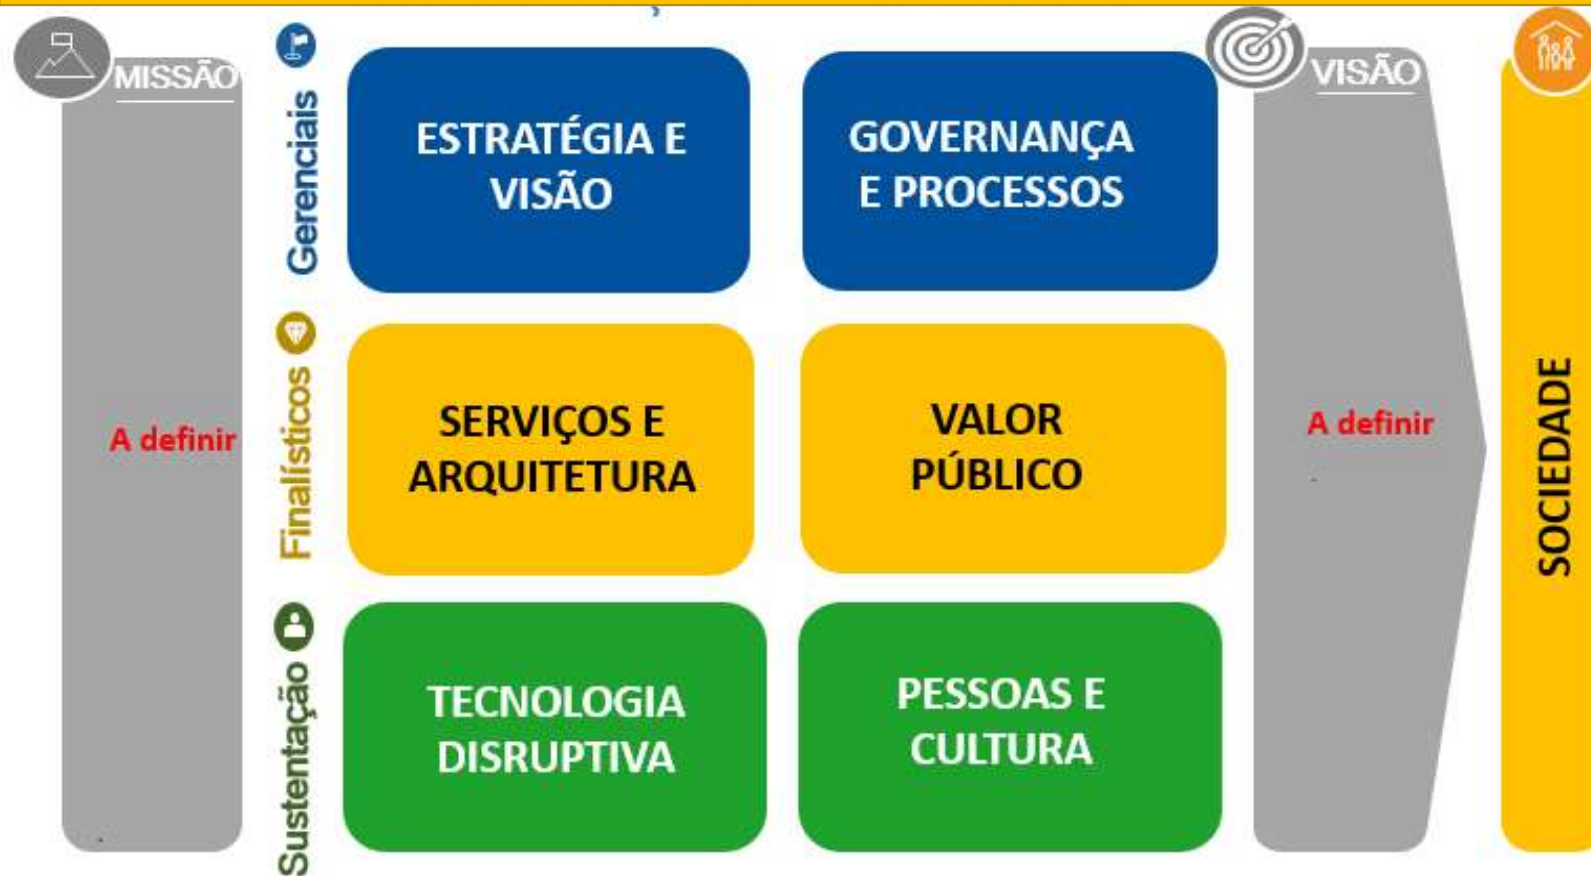 MISSÃO
A definir
Gerenciais
ESTRATÉGIA E
VISÃO
GOVERNANÇA
E PROCESSOS
Finalísticos
SERVIÇOS E
ARQUITETURA
VALOR
PÚBLICO
Sustentação
TECNOLOGIA
DISRUPTIVA
PESSOAS E
CULTURA
VISÃO
A definir
SOCIEDADE